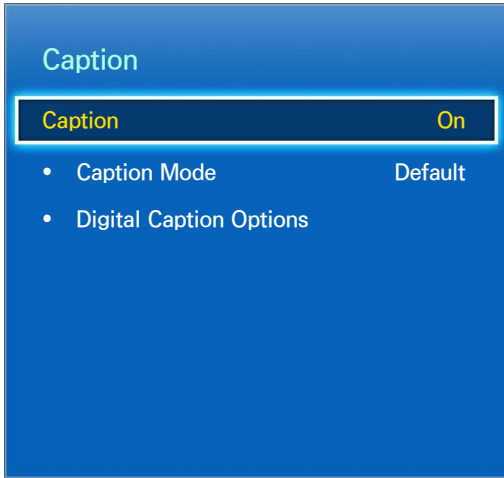 Caption
Caption On
• Caption Mode Default
• Digital Caption Options